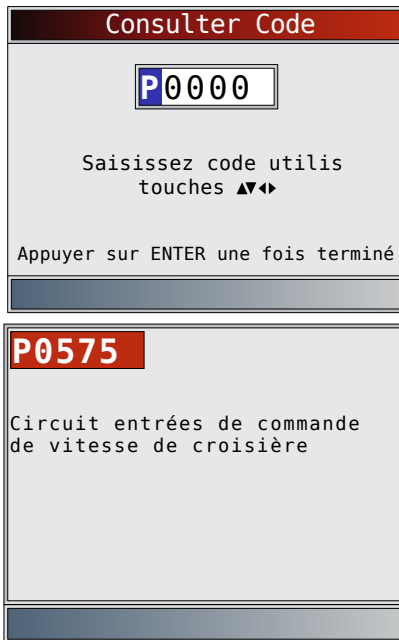 Consulter Code
P0000
Saisissez code utilis
touches ▲▼◀▶
Appuyer sur ENTER une fois terminé
P0575
Circuit entrées de commande
de vitesse de croisière